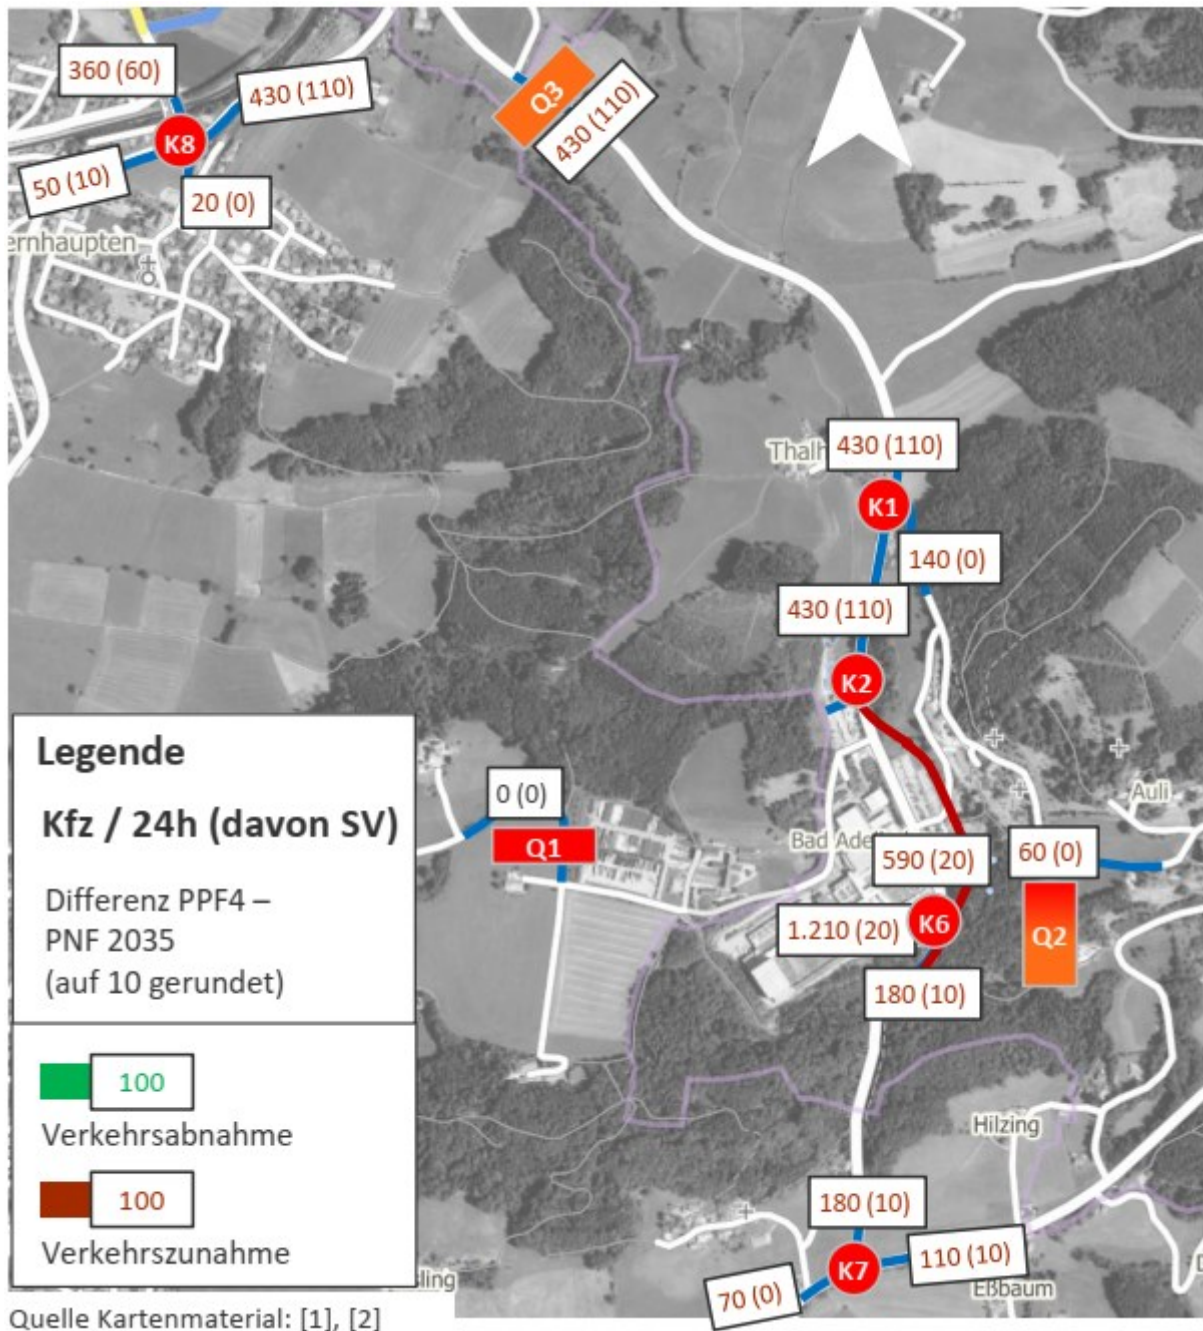 360 (60)
430 (110)
K8
50 (10)
20 (0)
ernhaupten
Q3
430 (110)
Thalh
430 (110)
K1
140 (0)
430 (110)
K2
0 (0)
Q1
Bad Ade
Auli
590 (20)
60 (0)
1.210 (20)
K6
Q2
180 (10)
Hilzing
180 (10)
K7
110 (10)
70 (0)
Eßbaum
ling
Legende
Kfz / 24h (davon SV)
Differenz PPF4 –
PNF 2035
(auf 10 gerundet)
100
Verkehrsabnahme
100
Verkehrszunahme
Quelle Kartenmaterial: [1], [2]